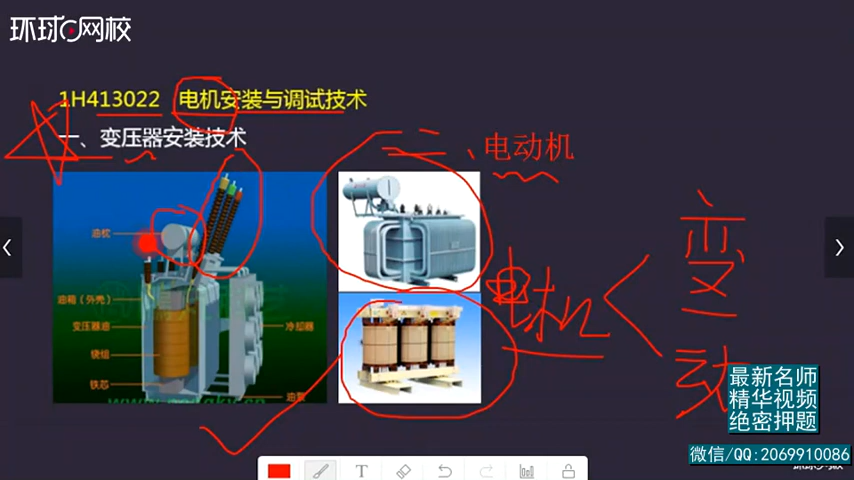 环球网校
1H413022 电机安装与调试技术
一、变压器安装技术
二、电动机
油枕
油箱(外壳)
变压器油
绕组
铁芯
冷却器
油泵
电机
变
动
T
最新名师
精华视频
绝密押题
微信/QQ:2069910086